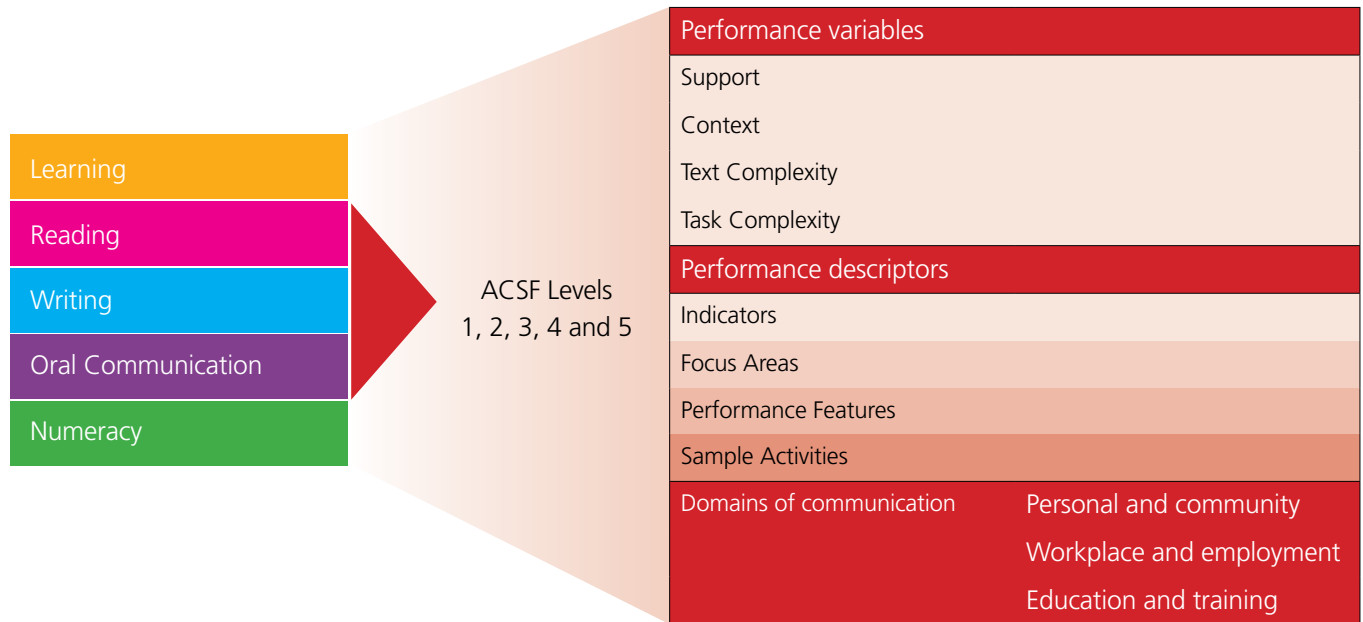 Learning
Reading
Writing
Oral Communication
Numeracy
ACSF Levels
1, 2, 3, 4 and 5
Performance variables
Support
Context
Text Complexity
Task Complexity
Performance descriptors
Indicators
Focus Areas
Performance Features
Sample Activities
Domains of communication
Personal and community
Workplace and employment
Education and training